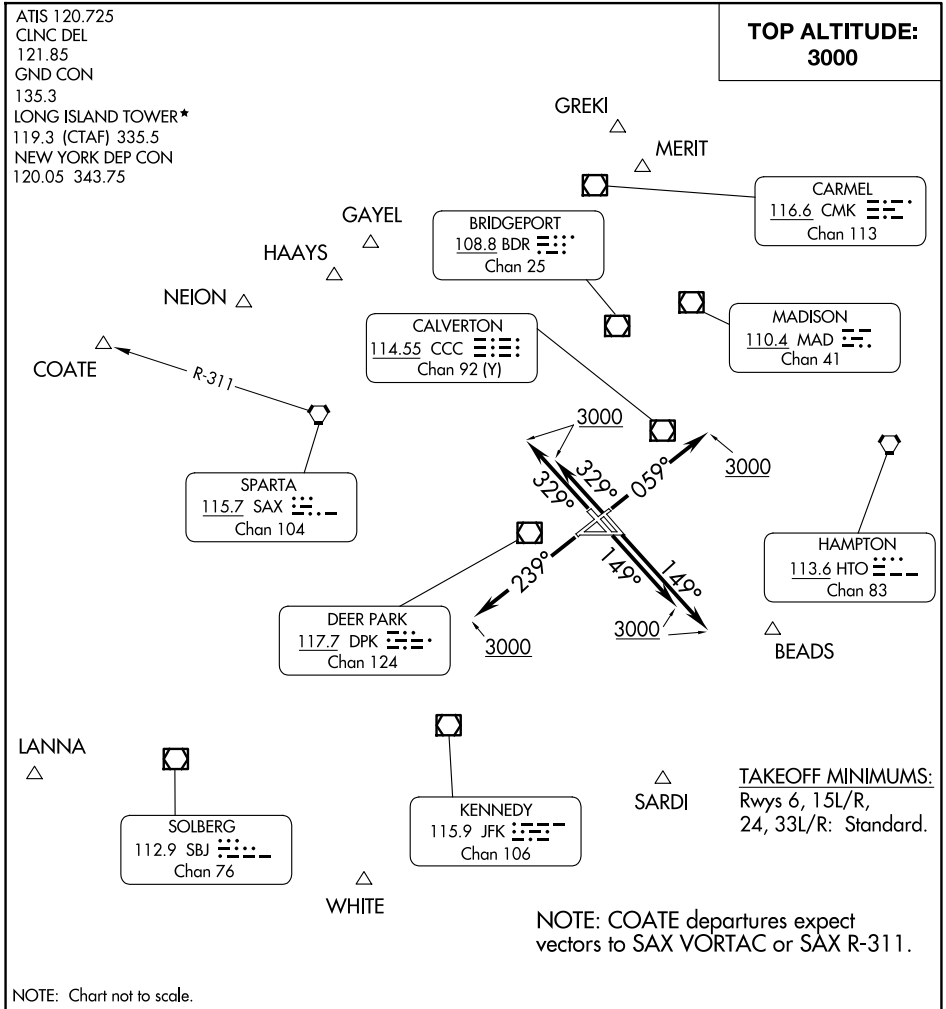 ATIS 120.725
CLNC DEL
121.85
GND CON
135.3
LONG ISLAND TOWER★
119.3 (CTAF) 335.5
NEW YORK DEP CON
120.05 343.75
TOP ALTITUDE:
3000
GREKI
MERIT
CARMEL
116.6 CMK
Chan 113
GAYEL
BRIDGEPORT
108.8 BDR
Chan 25
HAAYS
NEION
MADISON
110.4 MAD
Chan 41
CALVERTON
114.55 CCC
Chan 92 (Y)
COATE
R-311
3000
329°
329°
059°
3000
SPARTA
115.7 SAX
Chan 104
HAMPTON
113.6 HTO
Chan 83
239°
149°
149°
DEER PARK
117.7 DPK
Chan 124
3000
3000
BEADS
LANNA
SARDI
TAKEOFF MINIMUMS:
Rwys 6, 15L/R,
24, 33L/R: Standard.
SOLBERG
112.9 SBJ
Chan 76
KENNEDY
115.9 JFK
Chan 106
WHITE
NOTE: COATE departures expect
vectors to SAX VORTAC or SAX R-311.
NOTE: Chart not to scale.